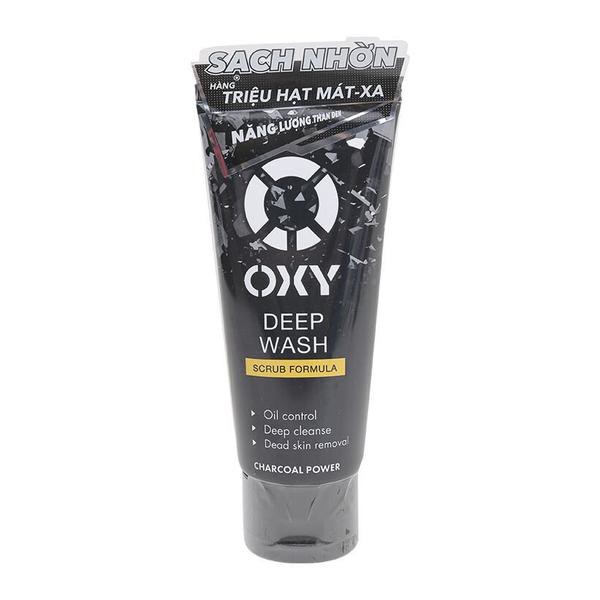 SẠCH NHỜN
HÀNG TRIỆU HẠT MÁT-XA
NĂNG LƯỢNG THAN ĐEN
OXY
DEEP
WASH
SCRUB FORMULA
Oil control
Deep cleanse
Dead skin removal
CHARCOAL POWER